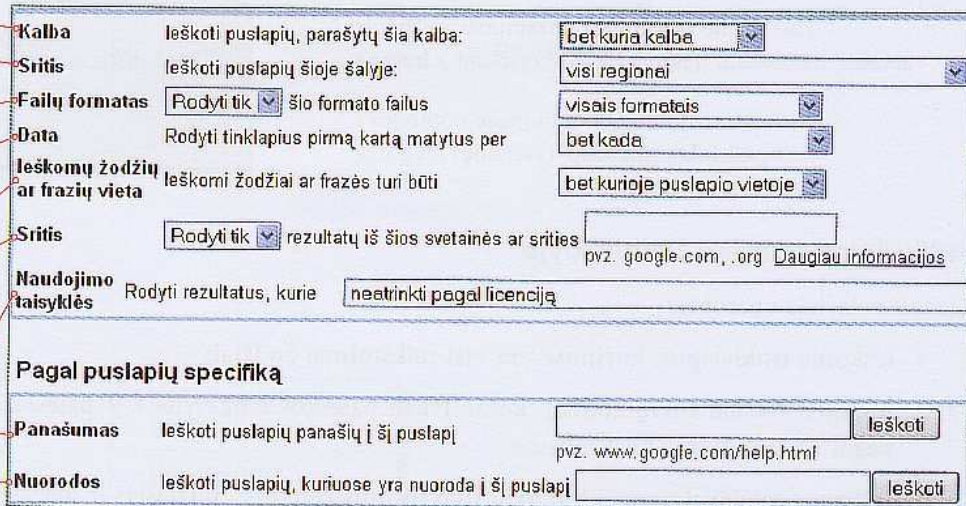 Kalba Ieškoti puslapių, parašytų šia kalba: bet kuria kalba
Sritis Ieškoti puslapių šioje šalyje: visi regionai
Failų formatas Rodyti tik šio formato failus visais formatais
Data Rodyti tinklapius pirmą kartą matytus per bet kada
Ieškomų žodžių
ar frazių vieta Ieškomi žodžiai ar frazės turi būti bet kurioje puslapio vietoje
Sritis Rodyti tik rezultatų iš šios svetainės ar srities
pvz. google.com, .org Daugiau informacijos
Naudojimo
taisyklės Rodyti rezultatus, kurie neatrinkti pagal licenciją
Pagal puslapių specifiką
Panašumas Ieškoti puslapių panašių į šį puslapį Ieškoti
pvz. www.google.com/help.html
Nuorodos Ieškoti puslapių, kuriuose yra nuoroda į šį puslapį Ieškoti